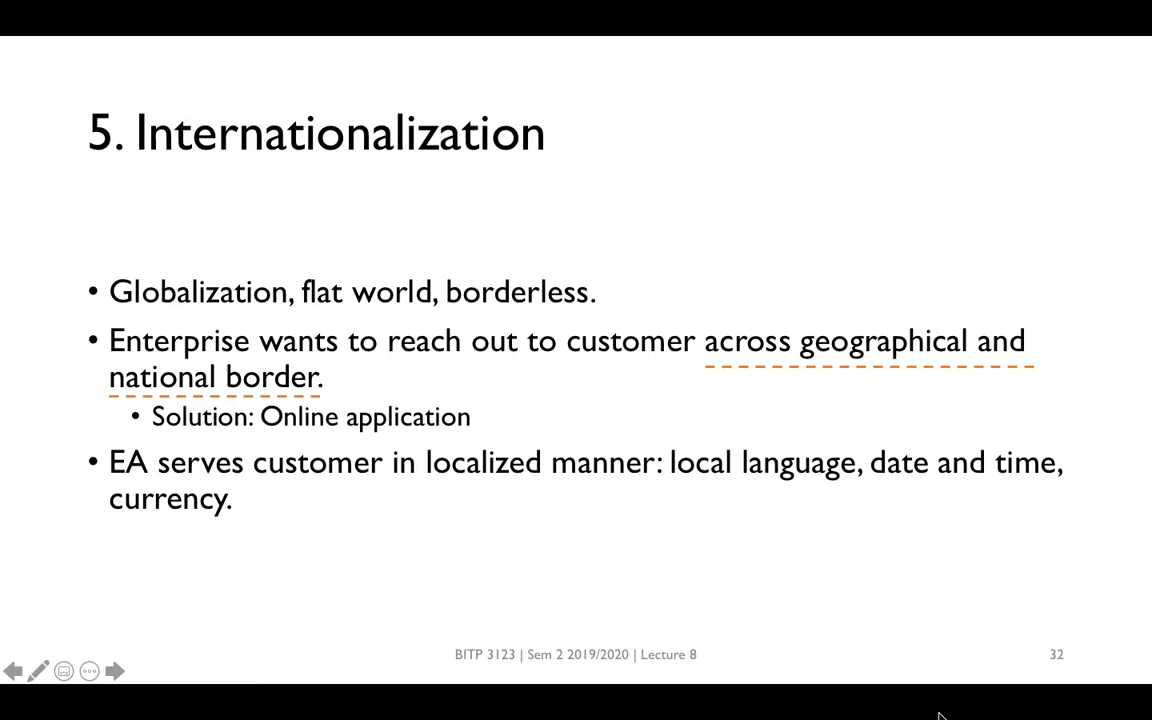 5. Internationalization
• Globalization, flat world, borderless.
• Enterprise wants to reach out to customer across geographical and
national border.
• Solution: Online application
• EA serves customer in localized manner: local language, date and time,
currency.
BITP 3123 | Sem 2 2019/2020 | Lecture 8
32